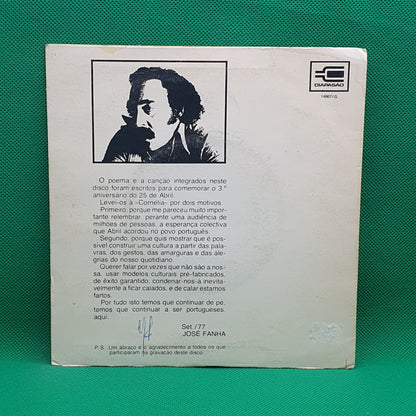 DIAPASÃO
O poema e a canção integrados neste
disco foram escritos para comemorar o 3.º
aniversário do 25 de Abril.
Levei-os à «Cornélia» por dois motivos.
Primeiro, porque me pareceu muito impor-
tante relembrar, perante uma audiência de
milhões de pessoas, a esperança colectiva
que Abril acordou no povo português.
Segundo, porque quis mostrar que é pos-
sível construir uma cultura a partir das pala-
vras, dos gestos, das amarguras e das ale-
grias do nosso quotidiano.
Querer falar por vezes que não são a nos-
sa, usar modelos culturais pré-fabricados,
de êxito garantido, condenar-nos-á inevita-
velmente a ficar calados, e de calar estamos
fartos.
Por tudo isto temos que continuar de pé,
temos que continuar a ser portugueses,
aqui.
Set./77
JOSÉ FANHA
P.S. Um abraço e o agradecimento a todos os que
participaram na gravação deste disco.